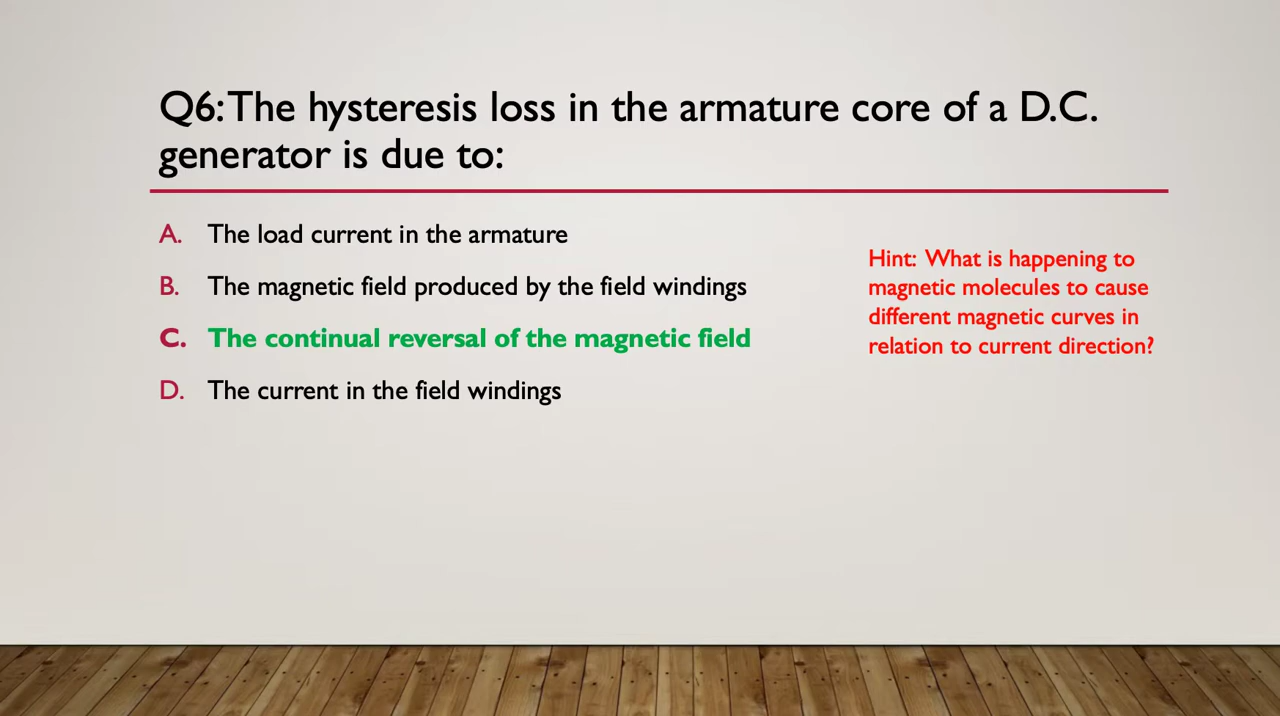 Q6: The hysteresis loss in the armature core of a D.C.
generator is due to:
A. The load current in the armature
B. The magnetic field produced by the field windings
C. The continual reversal of the magnetic field
D. The current in the field windings
Hint: What is happening to
magnetic molecules to cause
different magnetic curves in
relation to current direction?